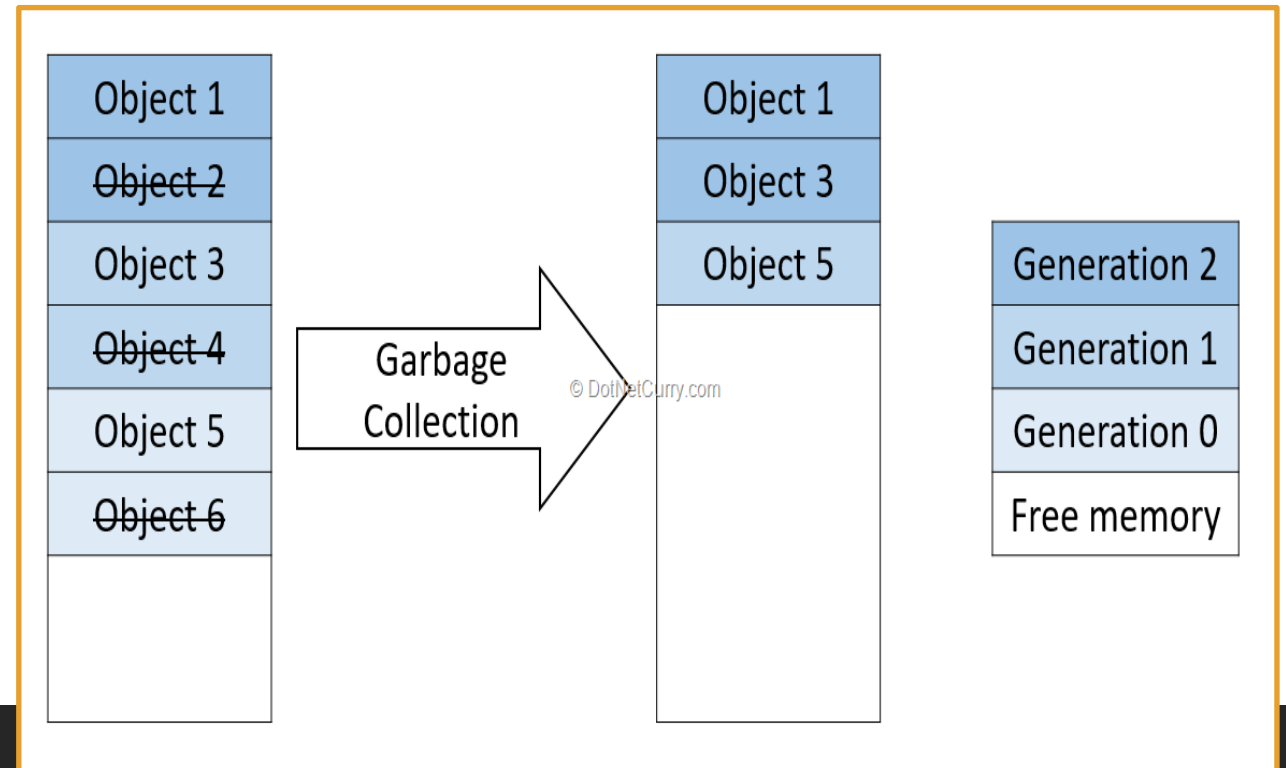 Object 1
Object 2
Object 3
Object 4
Object 5
Object 6
Garbage
Collection
© DotNetCurry.com
Object 1
Object 3
Object 5
Generation 2
Generation 1
Generation 0
Free memory